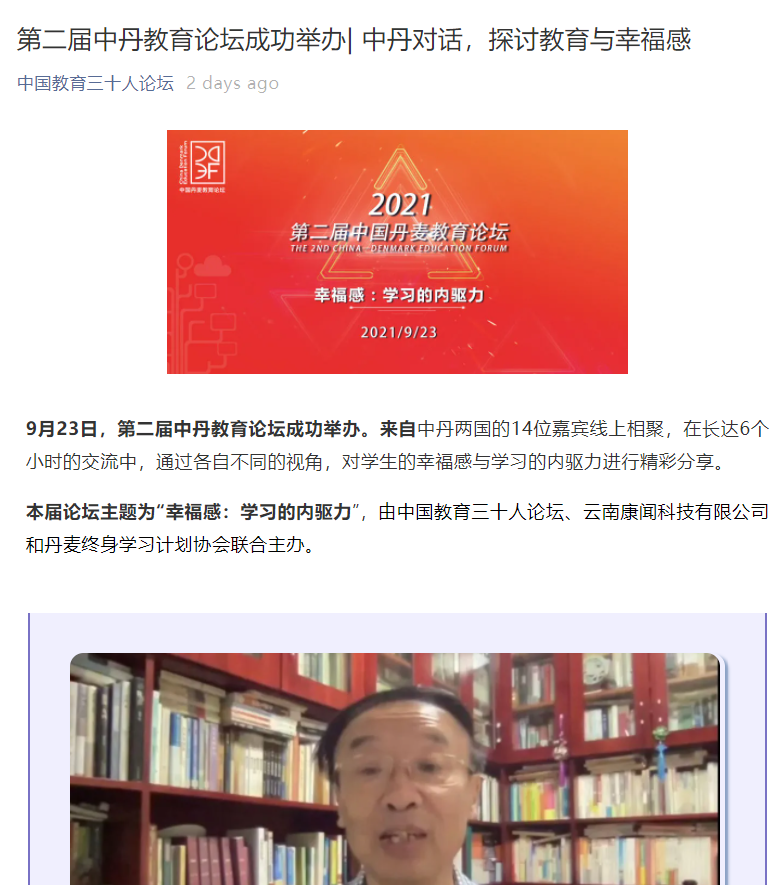 第二届中丹教育论坛成功举办| 中丹对话，探讨教育与幸福感
中国教育三十人论坛 2 days ago
China Denmark
Education Forum
中国丹麦教育论坛
2021
第二届中国丹麦教育论坛
THE 2ND CHINA—DENMARK EDUCATION FORUM
幸福感：学习的内驱力
2021/9/23
9月23日，第二届中丹教育论坛成功举办。来自中丹两国的14位嘉宾线上相聚，在长达6个
小时的交流中，通过各自不同的视角，对学生的幸福感与学习的内驱力进行精彩分享。
本届论坛主题为“幸福感：学习的内驱力”，由中国教育三十人论坛、云南康闻科技有限公司
和丹麦终身学习计划协会联合主办。